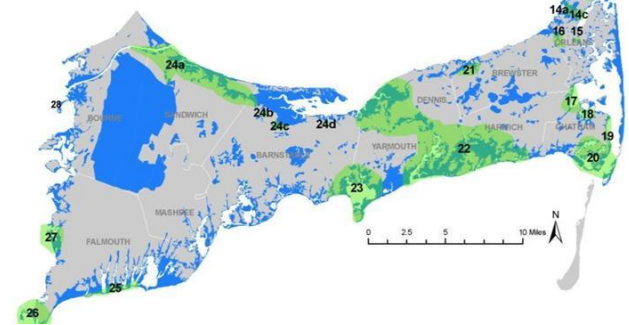 14a
14c
16 15
ORLEANS
24a
21
BREWSTER
28
24b
DENNIS
17
BOURNE
SANDWICH
24c
24d
18
HARWICH
CHATHAM
19
BARNSTABLE
YARMOUTH
22
20
23
MASHPEE
N
27
FALMOUTH
0 2.5 5 10 Miles
25
26